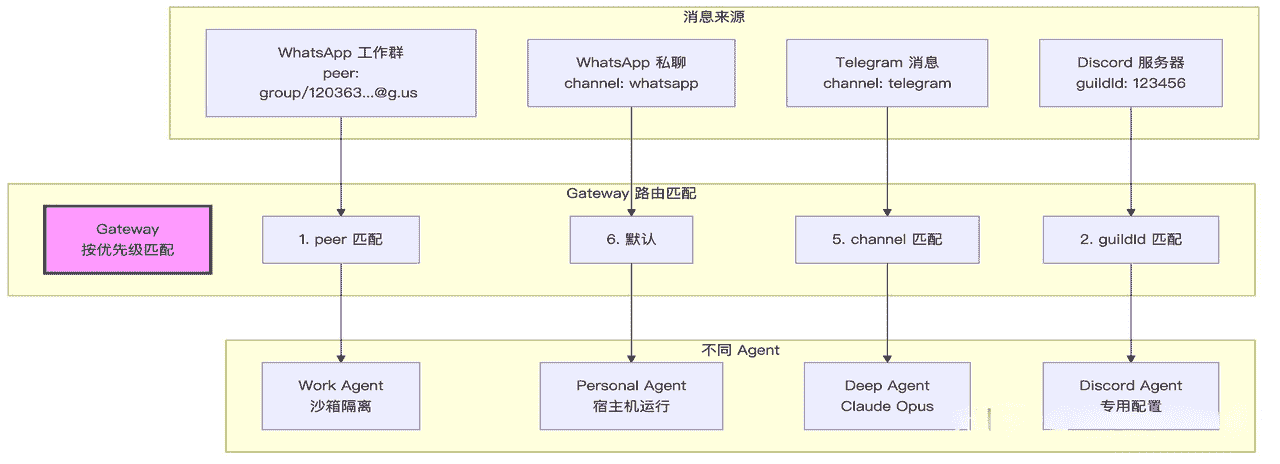 消息来源
WhatsApp 工作群
peer:
group/120363...@g.us
WhatsApp 私聊
channel: whatsapp
Telegram 消息
channel: telegram
Discord 服务器
guildId: 123456
Gateway 路由匹配
Gateway
按优先级匹配
1. peer 匹配
6. 默认
5. channel 匹配
2. guildId 匹配
不同 Agent
Work Agent
沙箱隔离
Personal Agent
宿主机运行
Deep Agent
Claude Opus
Discord Agent
专用配置